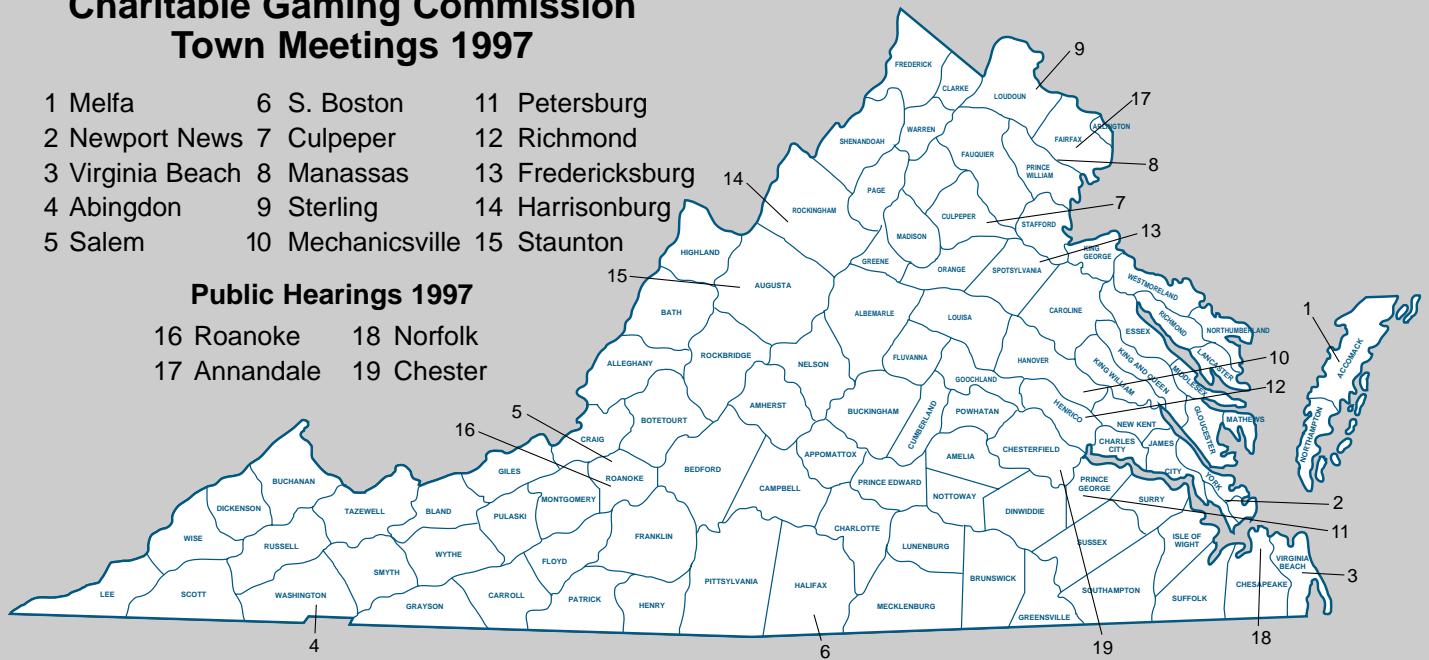 Charitable Gaming Commission
Town Meetings 1997
1 Melfa 6 S. Boston 11 Petersburg
2 Newport News 7 Culpeper 12 Richmond
3 Virginia Beach 8 Manassas 13 Fredericksburg
4 Abingdon 9 Sterling 14 Harrisonburg
5 Salem 10 Mechanicsville 15 Staunton
Public Hearings 1997
16 Roanoke 18 Norfolk
17 Annandale 19 Chester
9
FREDERICK
CLARKE
LOUDOUN
17
ARLINGTON
WARREN
SHENANDOAH
FAIRFAX
FAUQUIER
8
PRINCE
WILLIAM
14
PAGE
7
ROCKINGHAM
CULPEPER
STAFFORD
MADISON
13
HIGHLAND
KING
GEORGE
GREENE
ORANGE
SPOTSYLVANIA
15
AUGUSTA
WESTMORELAND
BATH
ALBEMARLE
LOUISA
CAROLINE
RICHMOND
NORTHUMBERLAND
ESSEX
1
ACCOMACK
ROCKBRIDGE
ALLEGHANY
NELSON
FLUVANNA
HANOVER
KING AND QUEEN
KING WILLIAM
LANCASTER
MIDDLESEX
10
GOOCHLAND
12
AMHERST
BUCKINGHAM
CUMBERLAND
POWHATAN
HENRICO
5
BOTETOURT
GLOUCESTER
MATHEWS
NORTHAMPTON
16
CRAIG
NEW KENT
CHARLES
CITY
JAMES
CITY
CHESTERFIELD
APPOMATTOX
AMELIA
GILES
ROANOKE
BEDFORD
YORK
BUCHANAN
MONTGOMERY
CAMPBELL
PRINCE EDWARD
NOTTOWAY
PRINCE
GEORGE
SURRY
2
DICKENSON
TAZEWELL
BLAND
PULASKI
DINWIDDIE
11
WISE
RUSSELL
WYTHE
FRANKLIN
CHARLOTTE
LUNENBURG
SUSSEX
ISLE OF
WIGHT
FLOYD
VIRGINIA
BEACH
3
SMYTH
PITTSYLVANIA
HALIFAX
BRUNSWICK
CHESAPEAKE
LEE
SCOTT
WASHINGTON
CARROLL
PATRICK
HENRY
GRAYSON
MECKLENBURG
SOUTHAMPTON
SUFFOLK
GREENSVILLE
4
6
19
18